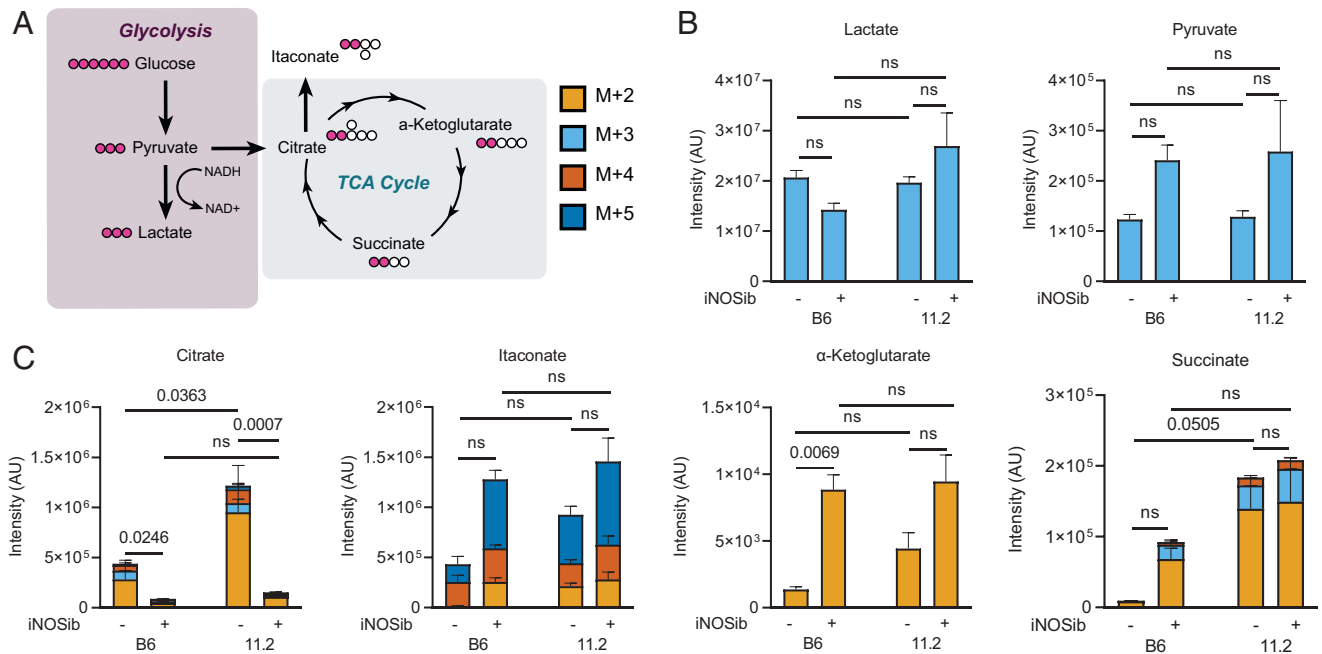 A
Glycolysis
Glucose
Pyruvate
NADH
NAD+
Lactate
Itaconate
Citrate
a-Ketoglutarate
TCA Cycle
Succinate
M+2
M+3
M+4
M+5
B
Lactate
Intensity (AU)
4×10⁷
3×10⁷
2×10⁷
1×10⁷
0
ns
ns
ns
ns
iNOSib - + - +
B6 11.2
Pyruvate
Intensity (AU)
4×10⁵
3×10⁵
2×10⁵
1×10⁵
0
ns
ns
ns
ns
iNOSib - + - +
B6 11.2
C
Citrate
Intensity (AU)
2×10⁶
1.5×10⁶
1×10⁶
5×10⁵
0
0.0363
0.0007
ns
0.0246
iNOSib - + - +
B6 11.2
Itaconate
Intensity (AU)
2×10⁶
1.5×10⁶
1×10⁶
5×10⁵
0
ns
ns
ns
ns
iNOSib - + - +
B6 11.2
α-Ketoglutarate
Intensity (AU)
1.5×10⁴
1×10⁴
5×10³
0
ns
ns
0.0069
ns
iNOSib - + - +
B6 11.2
Succinate
Intensity (AU)
2×10⁵
1×10⁵
0
ns
0.0505
ns
ns
iNOSib - + - +
B6 11.2